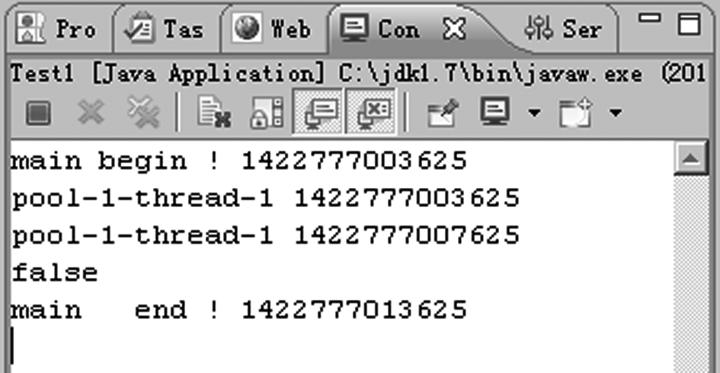 Pro Tas Web Con Ser
Test1 [Java Application] C:\jdk1.7\bin\javaw.exe (201
main begin ! 1422777003625
pool-1-thread-1 1422777003625
pool-1-thread-1 1422777007625
false
main   end ! 1422777013625